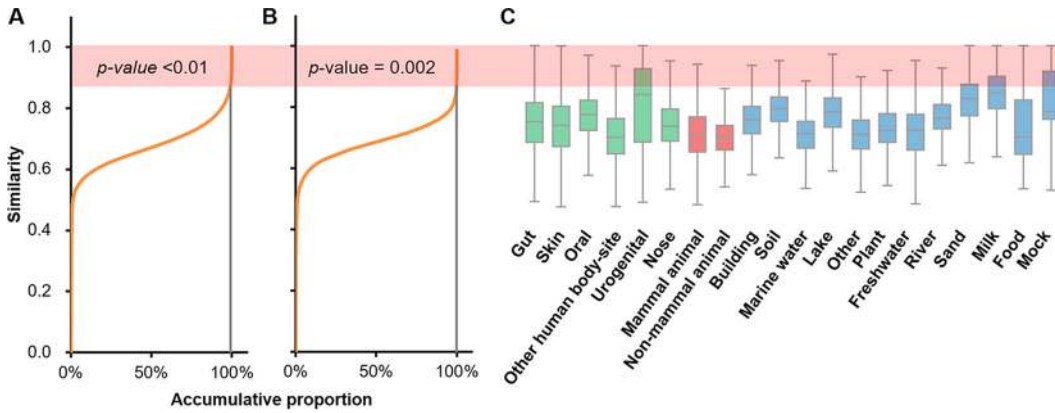 A
B
C
Similarity
1.0
0.8
0.6
0.4
0.2
0.0
p-value <0.01
p-value = 0.002
0%
50%
100%
0%
50%
100%
Accumulative proportion
Gut
Skin
Oral
Other human body-site
Urogenital
Nose
Mammal animal
Non-mammal animal
Building
Soil
Marine water
Lake
Other
Plant
Freshwater
River
Sand
Milk
Food
Mock